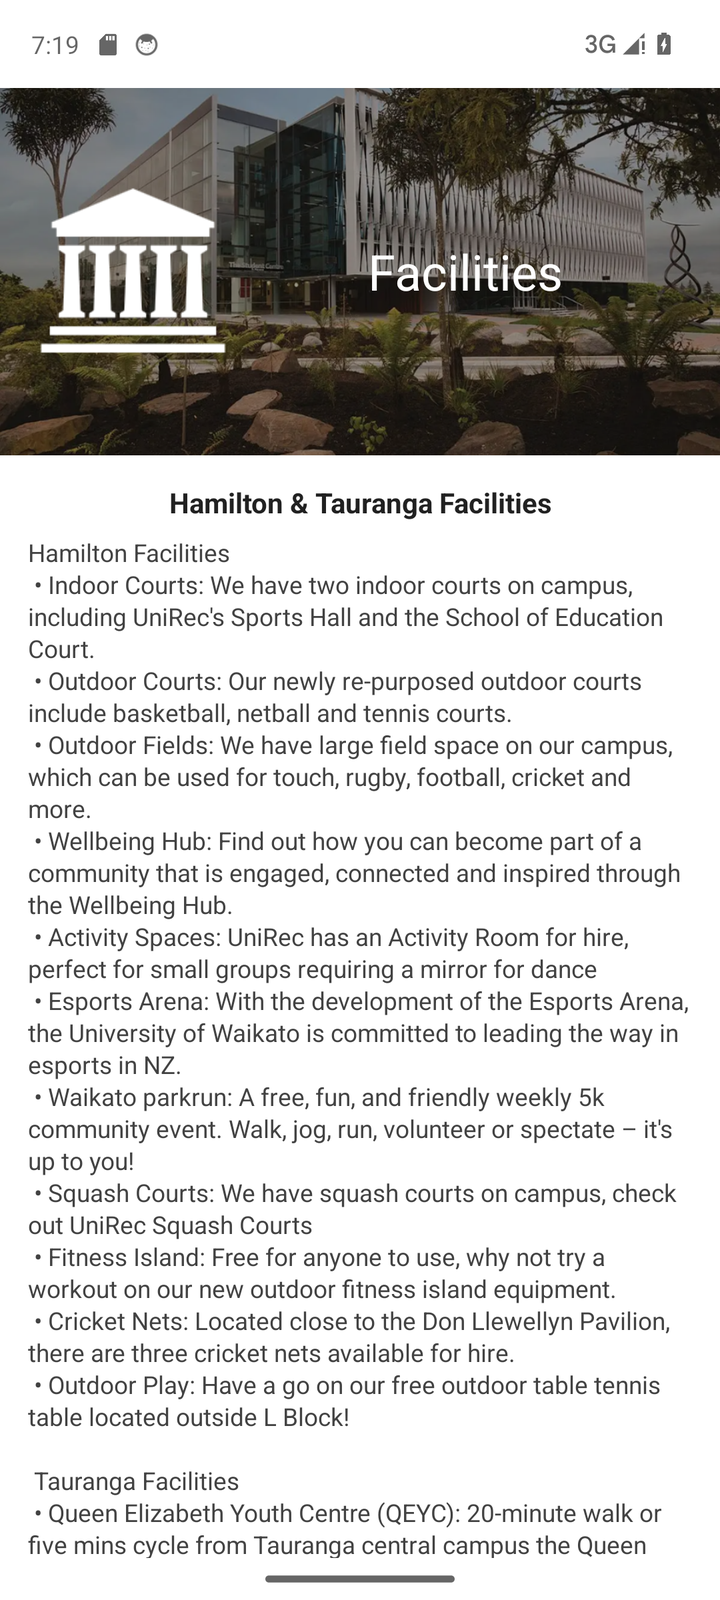 7:19
3G
Facilities
Hamilton & Tauranga Facilities
Hamilton Facilities
• Indoor Courts: We have two indoor courts on campus,
including UniRec's Sports Hall and the School of Education
Court.
• Outdoor Courts: Our newly re-purposed outdoor courts
include basketball, netball and tennis courts.
• Outdoor Fields: We have large field space on our campus,
which can be used for touch, rugby, football, cricket and
more.
• Wellbeing Hub: Find out how you can become part of a
community that is engaged, connected and inspired through
the Wellbeing Hub.
• Activity Spaces: UniRec has an Activity Room for hire,
perfect for small groups requiring a mirror for dance
• Esports Arena: With the development of the Esports Arena,
the University of Waikato is committed to leading the way in
esports in NZ.
• Waikato parkrun: A free, fun, and friendly weekly 5k
community event. Walk, jog, run, volunteer or spectate – it's
up to you!
• Squash Courts: We have squash courts on campus, check
out UniRec Squash Courts
• Fitness Island: Free for anyone to use, why not try a
workout on our new outdoor fitness island equipment.
• Cricket Nets: Located close to the Don Llewellyn Pavilion,
there are three cricket nets available for hire.
• Outdoor Play: Have a go on our free outdoor table tennis
table located outside L Block!
Tauranga Facilities
• Queen Elizabeth Youth Centre (QEYC): 20-minute walk or
five mins cycle from Tauranga central campus the Queen